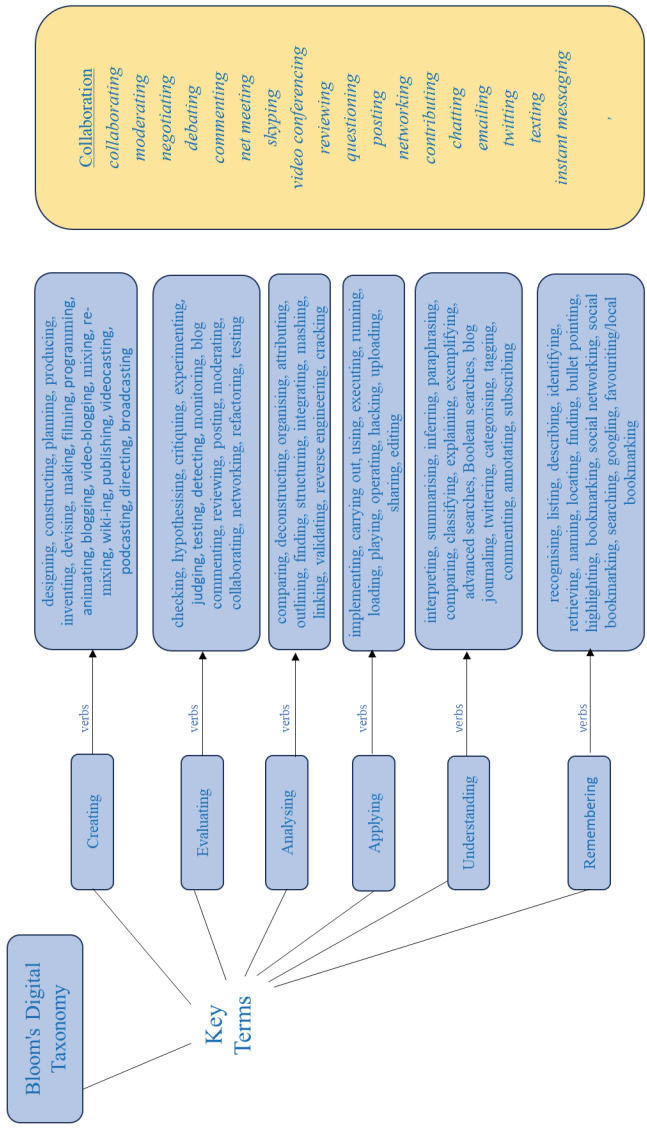 Bloom's Digital
Taxonomy
Key
Terms
Creating
verbs
designing, constructing, planning, producing,
inventing, devising, making, filming, programming,
animating, blogging, video-blogging, mixing, re-
mixing, wiki-ing, publishing, videocasting,
podcasting, directing, broadcasting
Evaluating
verbs
checking, hypothesising, critiquing, experimenting,
judging, testing, detecting, monitoring, blog
commenting, reviewing, posting, moderating,
collaborating, networking, refactoring, testing
Analysing
verbs
comparing, deconstructing, organising, attributing,
outlining, finding, structuring, integrating, mashing,
linking, validating, reverse engineering, cracking
Applying
verbs
implementing, carrying out, using, executing, running,
loading, playing, operating, hacking, uploading,
sharing, editing
Understanding
verbs
interpreting, summarising, inferring, paraphrasing,
comparing, classifying, explaining, exemplifying,
advanced searches, Boolean searches, blog
journaling, twittering, categorising, tagging,
commenting, annotating, subscribing
Remembering
verbs
recognising, listing, describing, identifying,
retrieving, naming, locating, finding, bullet pointing,
highlighting, bookmarking, social networking, social
bookmarking, searching, googling, favouriting/local
bookmarking
Collaboration
collaborating
moderating
negotiating
debating
commenting
net meeting
skyping
video conferencing
reviewing
questioning
posting
networking
contributing
chatting
emailing
twitting
texting
instant messaging
,